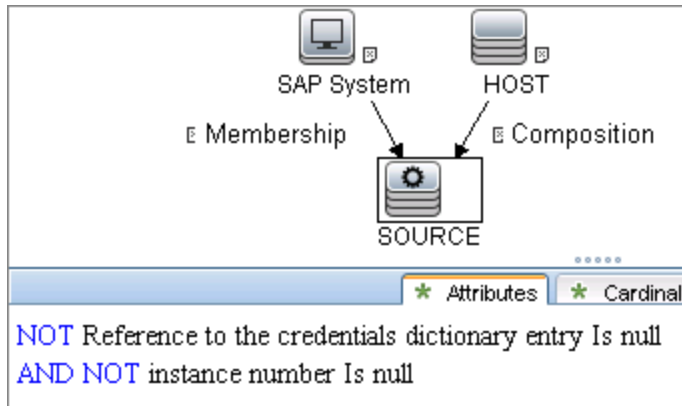 SAP System
HOST
Membership
Composition
SOURCE
Attributes
Cardinal
NOT Reference to the credentials dictionary entry Is null
AND NOT instance number Is null